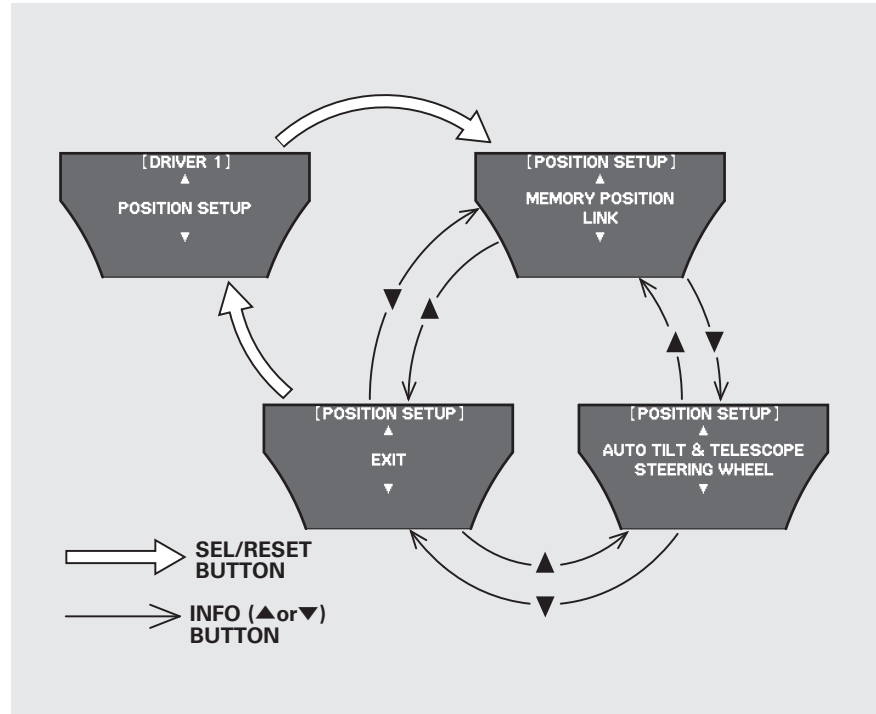 [DRIVER 1]
▲
POSITION SETUP
▼
[POSITION SETUP]
▲
MEMORY POSITION
LINK
▼
▼
▲
▲
▼
[POSITION SETUP]
▲
EXIT
▼
[POSITION SETUP]
▲
AUTO TILT & TELESCOPE
STEERING WHEEL
▼
▲
▼
SEL/RESET
BUTTON
INFO (▲or▼)
BUTTON